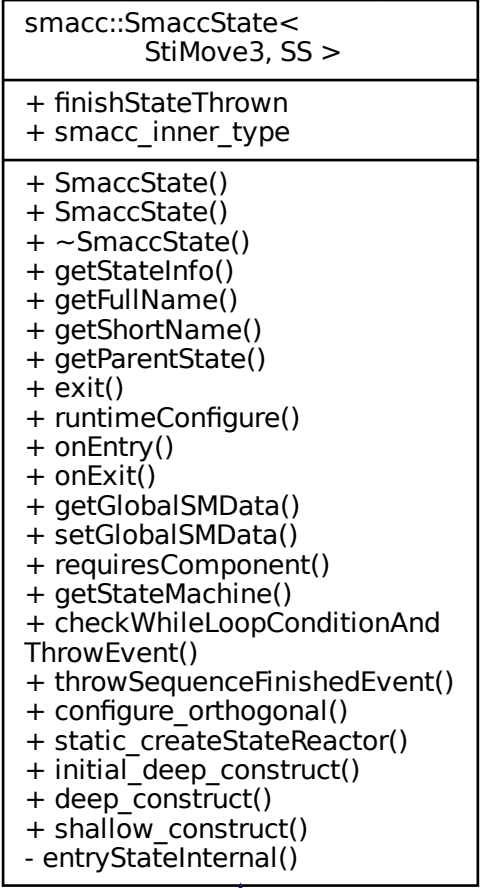 smacc::SmaccState<
StiMove3, SS >
+ finishStateThrown
+ smacc_inner_type
+ SmaccState()
+ SmaccState()
+ ~SmaccState()
+ getStateInfo()
+ getFullName()
+ getShortName()
+ getParentState()
+ exit()
+ runtimeConfigure()
+ onEntry()
+ onExit()
+ getGlobalSMData()
+ setGlobalSMData()
+ requiresComponent()
+ getStateMachine()
+ checkWhileLoopConditionAnd
ThrowEvent()
+ throwSequenceFinishedEvent()
+ configure_orthogonal()
+ static_createStateReactor()
+ initial_deep_construct()
+ deep_construct()
+ shallow_construct()
- entryStateInternal()